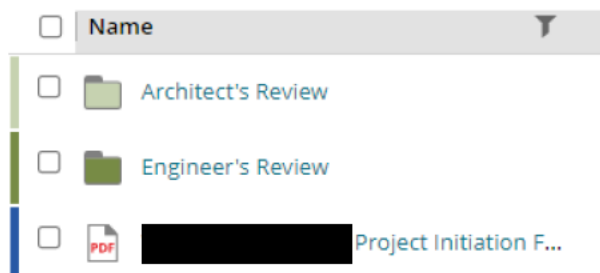 Name
Architect's Review
Engineer's Review
PDF Project Initiation F...